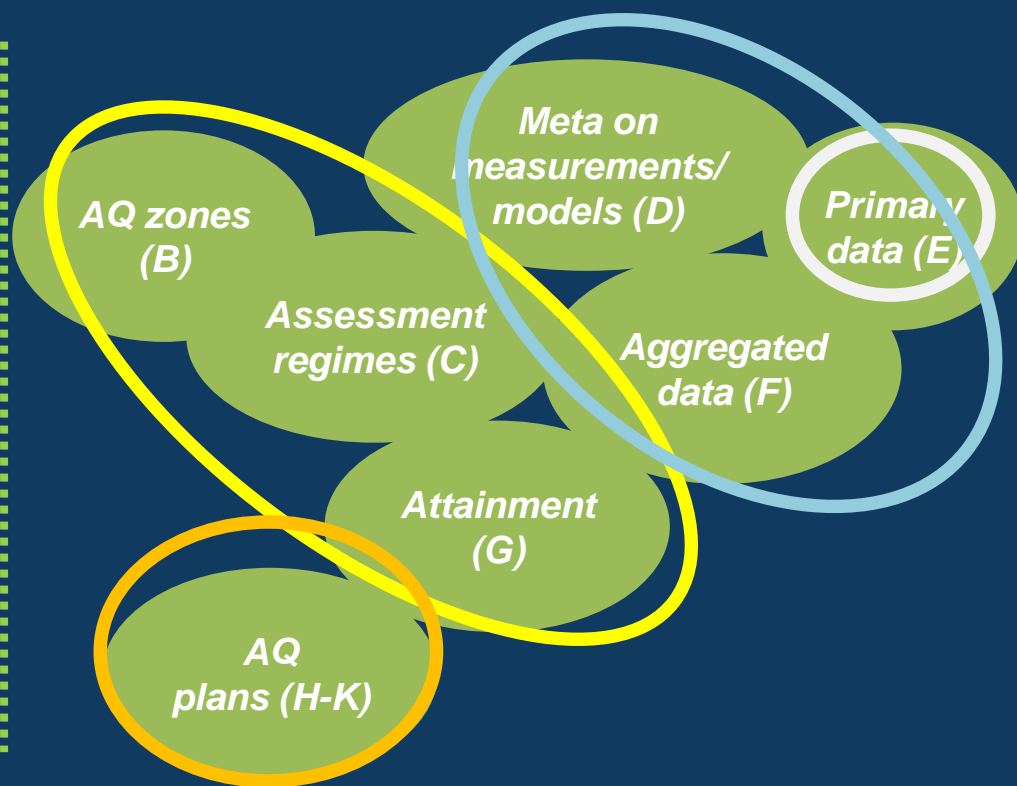 Meta on
measurements/
models (D)
Primary
data (E)
AQ zones
(B)
Assessment
regimes (C)
Aggregated
data (F)
Attainment
(G)
AQ
plans (H-K)